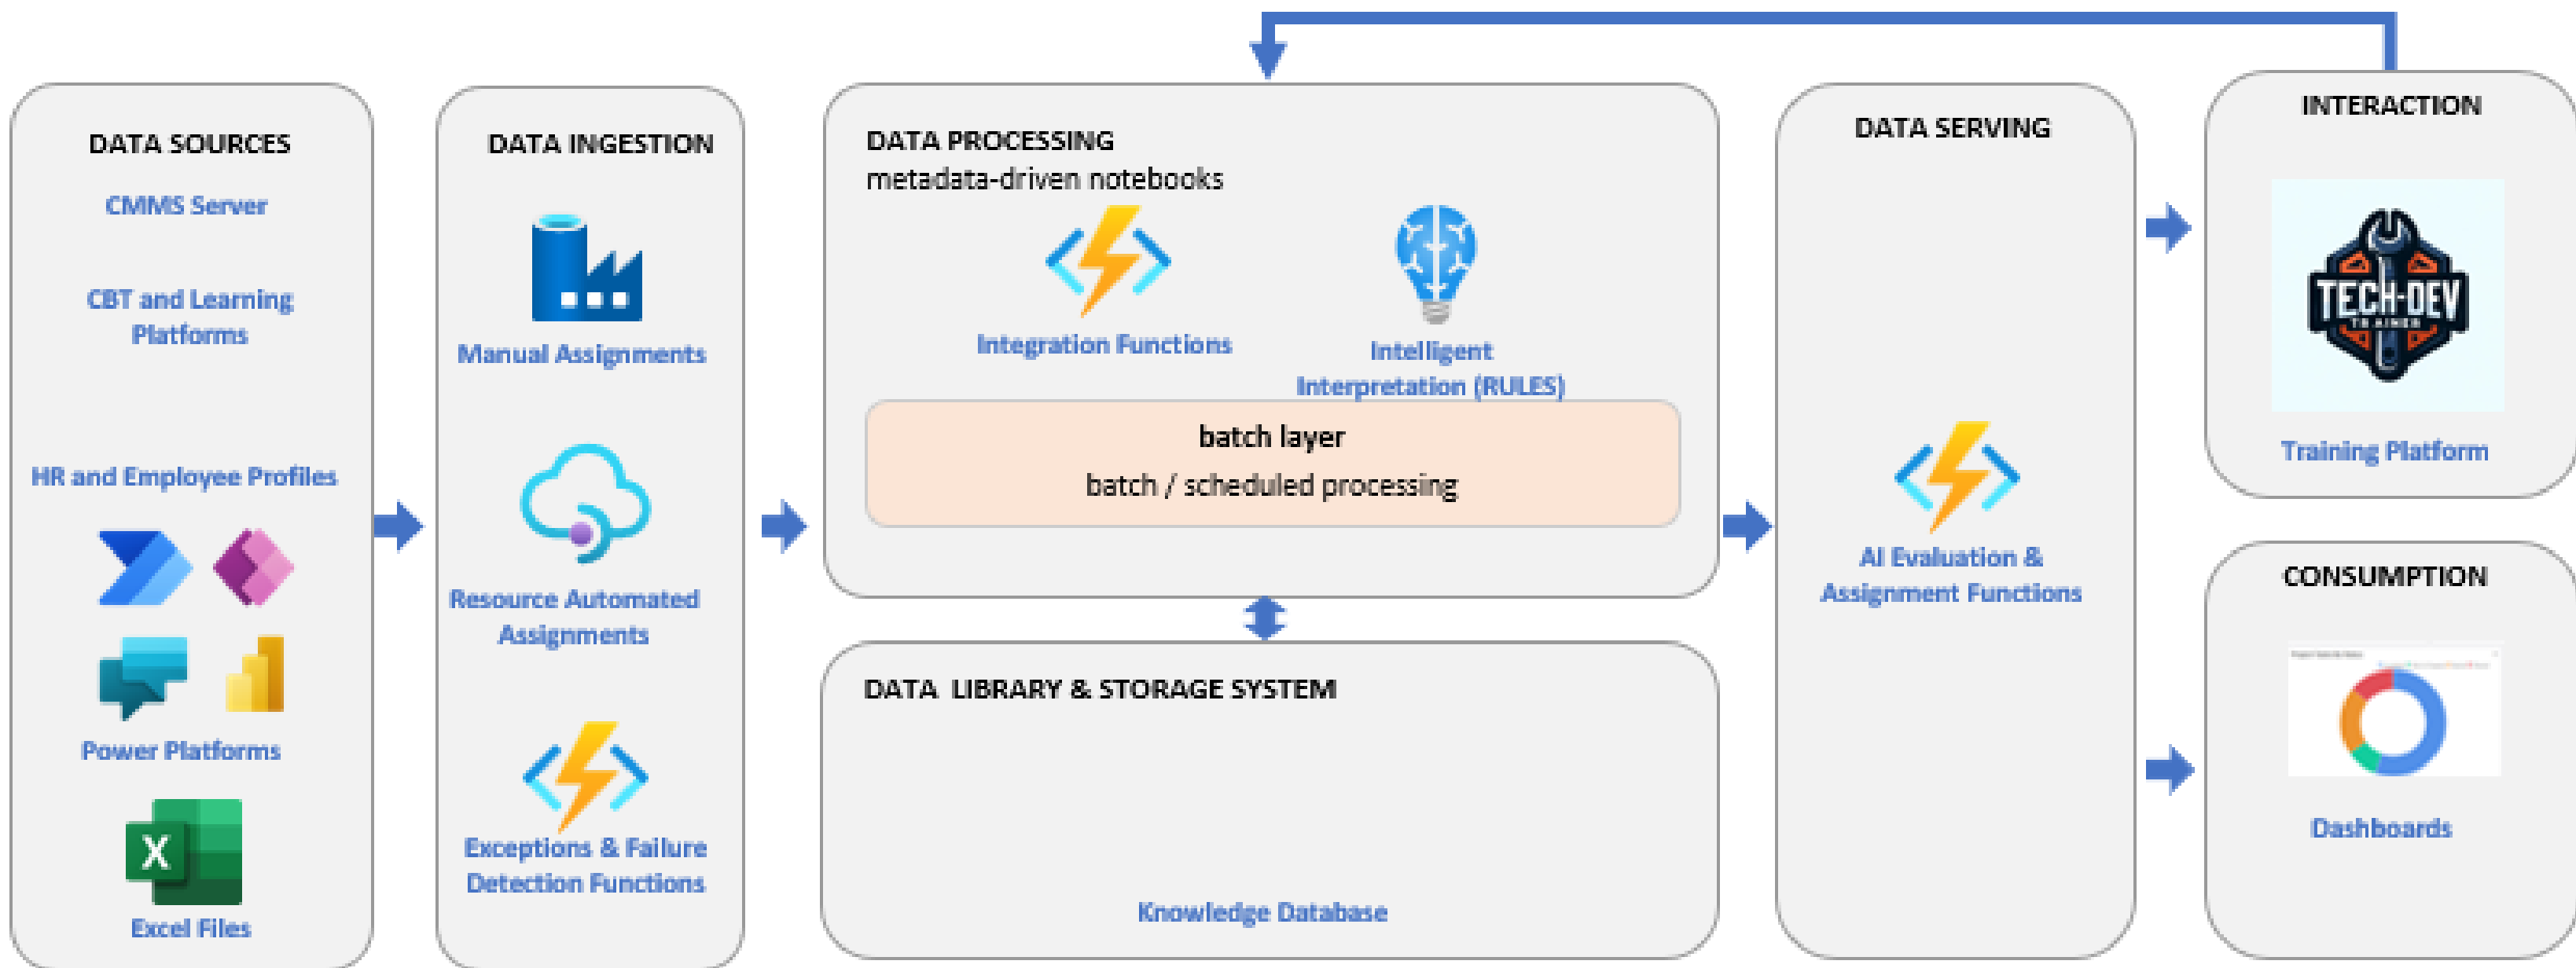 DATA SOURCES
CMMS Server
CBT and Learning
Platforms
HR and Employee Profiles
Power Platforms
X
Excel Files
DATA INGESTION
Manual Assignments
Resource Automated
Assignments
Exceptions & Failure
Detection Functions
DATA PROCESSING
metadata-driven notebooks
Integration Functions
Intelligent
Interpretation (RULES)
batch layer
batch / scheduled processing
DATA LIBRARY & STORAGE SYSTEM
Knowledge Database
DATA SERVING
AI Evaluation &
Assignment Functions
INTERACTION
TECH-DEV
TRAINER
Training Platform
CONSUMPTION
Dashboards